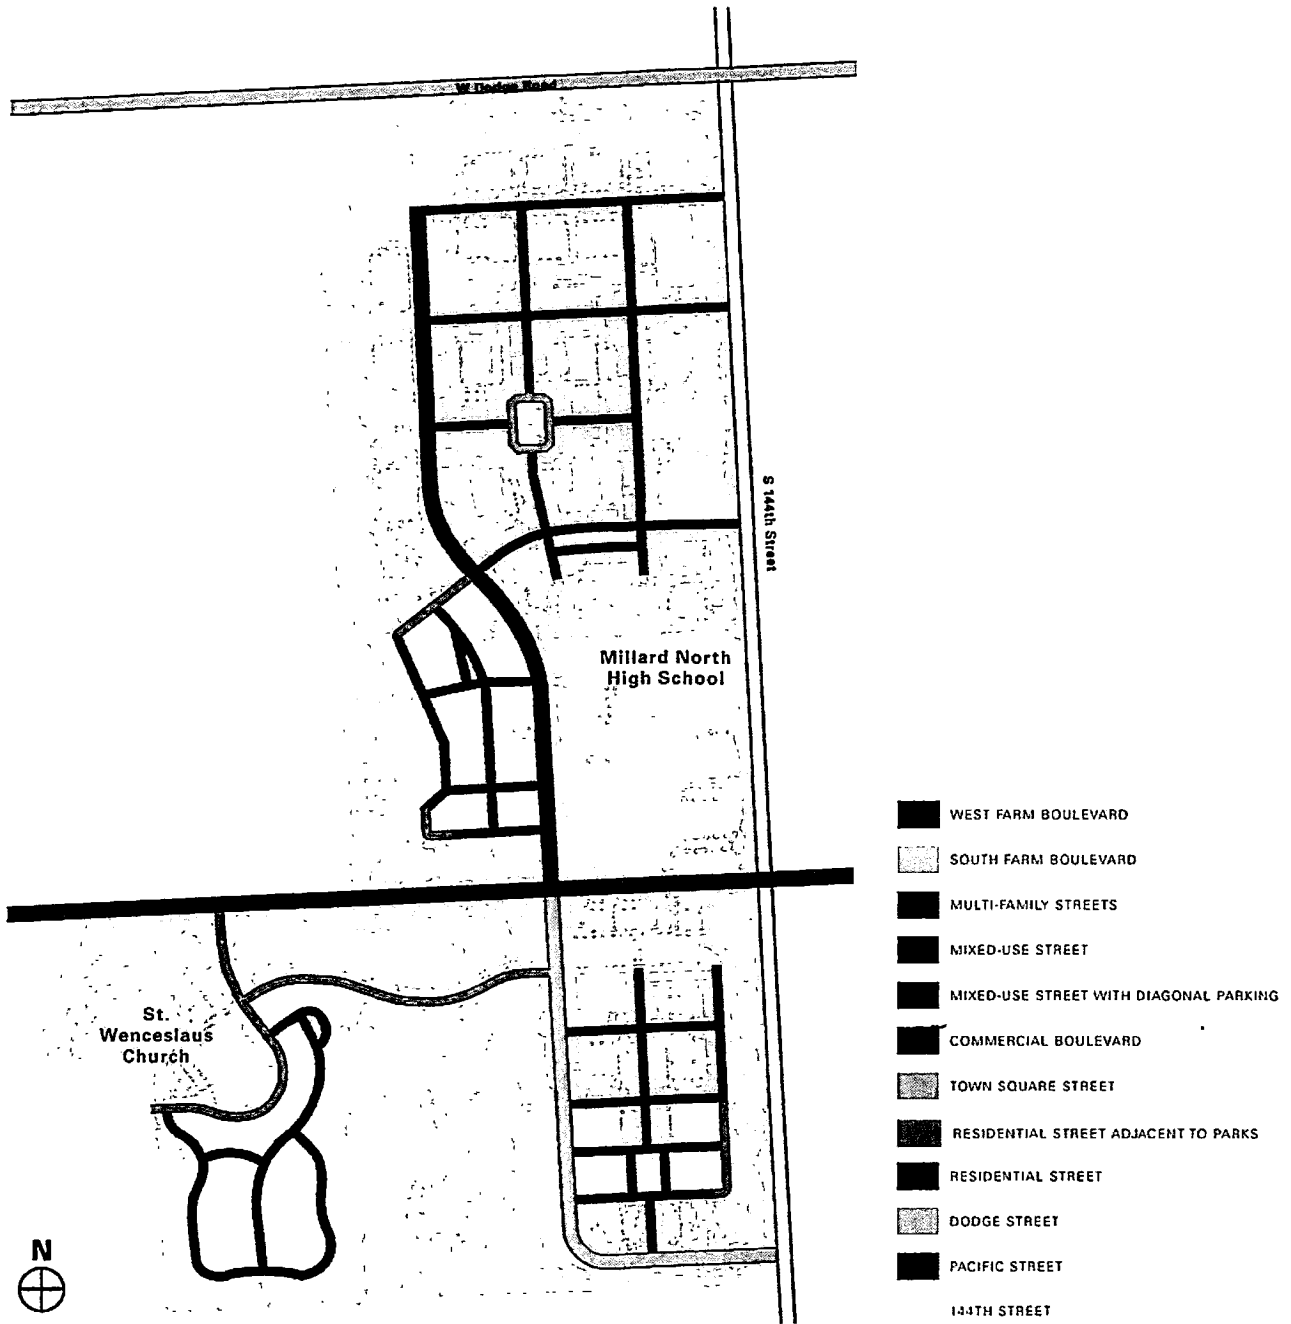 W Dodge Road
S 144th Street
Millard North
High School
St.
Wenceslaus
Church
N
WEST FARM BOULEVARD
SOUTH FARM BOULEVARD
MULTI-FAMILY STREETS
MIXED-USE STREET
MIXED-USE STREET WITH DIAGONAL PARKING
COMMERCIAL BOULEVARD
TOWN SQUARE STREET
RESIDENTIAL STREET ADJACENT TO PARKS
RESIDENTIAL STREET
DODGE STREET
PACIFIC STREET
144TH STREET